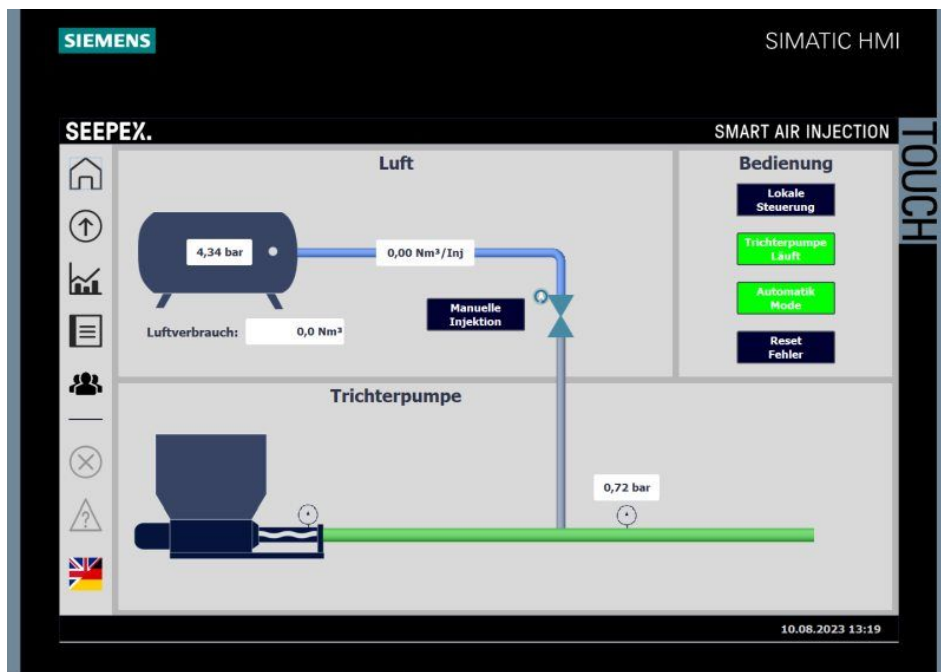 SIEMENS
SIMATIC HMI
TOUCH
SEEPEX.
SMART AIR INJECTION
Luft
4,34 bar
0,00 Nm³/Inj
Manuelle
Injektion
Luftverbrauch:
0,0 Nm³
Bedienung
Lokale
Steuerung
Trichterpumpe
Läuft
Automatik
Mode
Reset
Fehler
Trichterpumpe
0,72 bar
10.08.2023 13:19